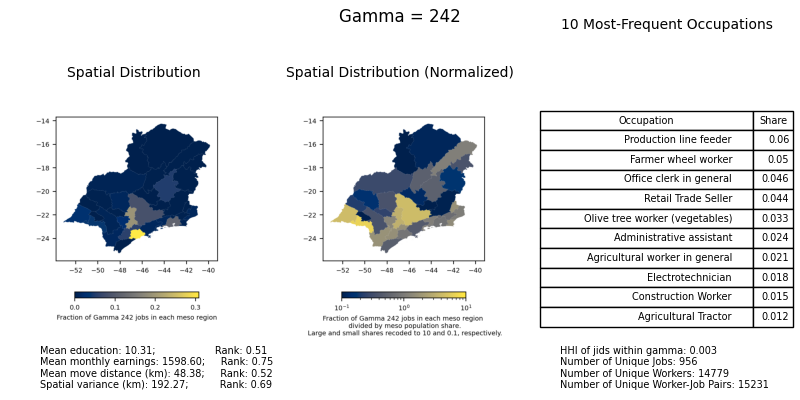 Gamma = 242
10 Most-Frequent Occupations
Spatial Distribution
Spatial Distribution (Normalized)
−14
−16
−18
−20
−22
−24
−52 −50 −48 −46 −44 −42 −40
0.0 0.1 0.2 0.3
Fraction of Gamma 242 jobs in each meso region
−14
−16
−18
−20
−22
−24
−52 −50 −48 −46 −44 −42 −40
10⁻¹ 10⁰ 10¹
Fraction of Gamma 242 jobs in each meso region
divided by meso population share.
Large and small shares recoded to 10 and 0.1, respectively.
Occupation Share
Production line feeder 0.06
Farmer wheel worker 0.05
Office clerk in general 0.046
Retail Trade Seller 0.044
Olive tree worker (vegetables) 0.033
Administrative assistant 0.024
Agricultural worker in general 0.021
Electrotechnician 0.018
Construction Worker 0.015
Agricultural Tractor 0.012
Mean education: 10.31; Rank: 0.51
Mean monthly earnings: 1598.60; Rank: 0.75
Mean move distance (km): 48.38; Rank: 0.52
Spatial variance (km): 192.27; Rank: 0.69
HHI of jids within gamma: 0.003
Number of Unique Jobs: 956
Number of Unique Workers: 14779
Number of Unique Worker-Job Pairs: 15231